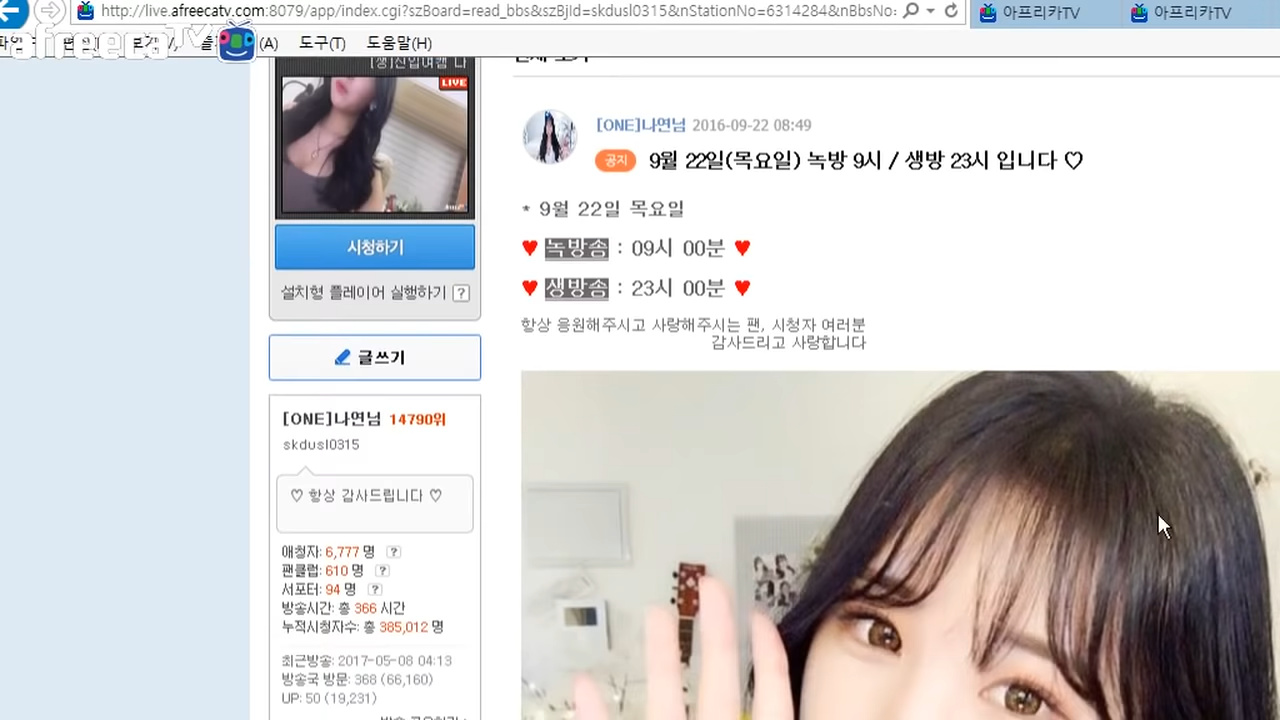 http://live.afreecatv.com:8079/app/index.cgi?szBoard=read_bbs&szBjId=skdusl0315&nStationNo=6314284&nBbsNo:
아프리카TV
아프리카TV
afreecaTV
(A) 도구(T) 도움말(H)
[생]신입여캠 나
LIVE
시청하기
설치형 플레이어 실행하기 ?
글쓰기
[ONE]나연님 14790위
skdusl0315
♡ 항상 감사드립니다 ♡
애청자: 6,777 명 ?
팬클럽: 610 명 ?
서포터: 94 명 ?
방송시간: 총 366 시간
누적시청자수: 총 385,012 명
최근방송: 2017-05-08 04:13
방송국 방문: 368 (66,160)
UP: 50 (19,231)
[ONE]나연님 2016-09-22 08:49
공지 9월 22일(목요일) 녹방 9시 / 생방 23시 입니다 ♡
* 9월 22일 목요일
♥ 녹방송 : 09시 00분 ♥
♥ 생방송 : 23시 00분 ♥
항상 응원해주시고 사랑해주시는 팬, 시청자 여러분
감사드리고 사랑합니다